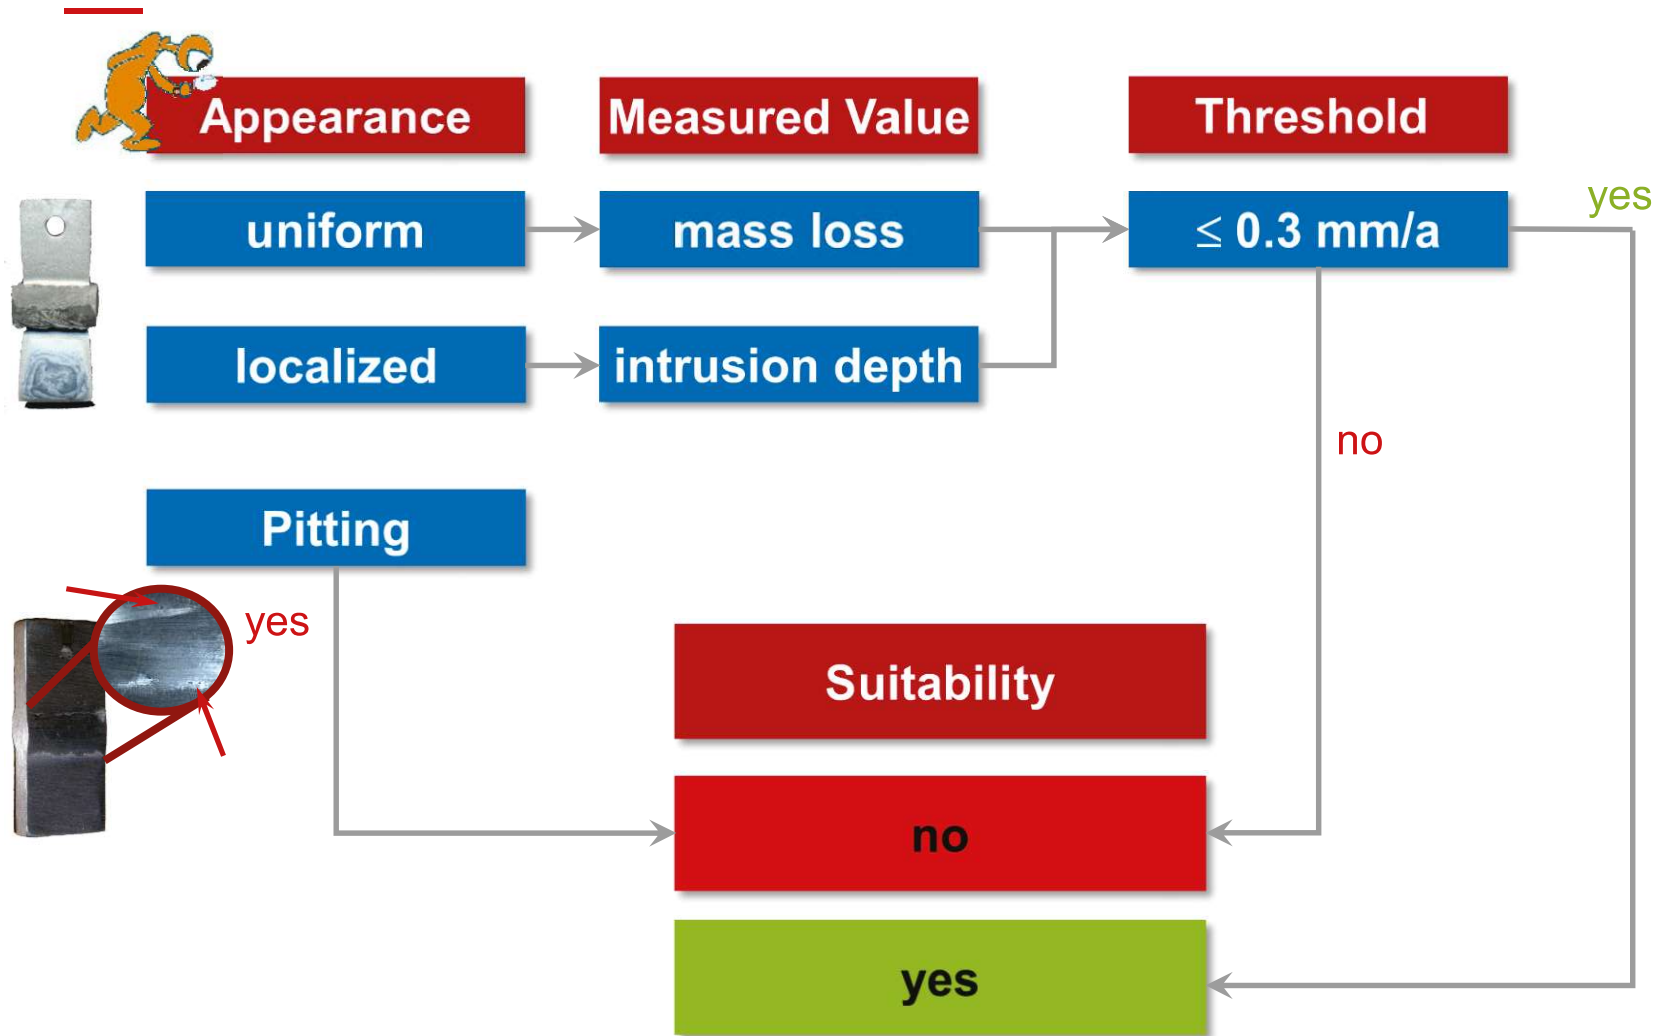 Appearance
Measured Value
Threshold
uniform
mass loss
≤ 0.3 mm/a
yes
localized
intrusion depth
no
Pitting
yes
Suitability
no
yes